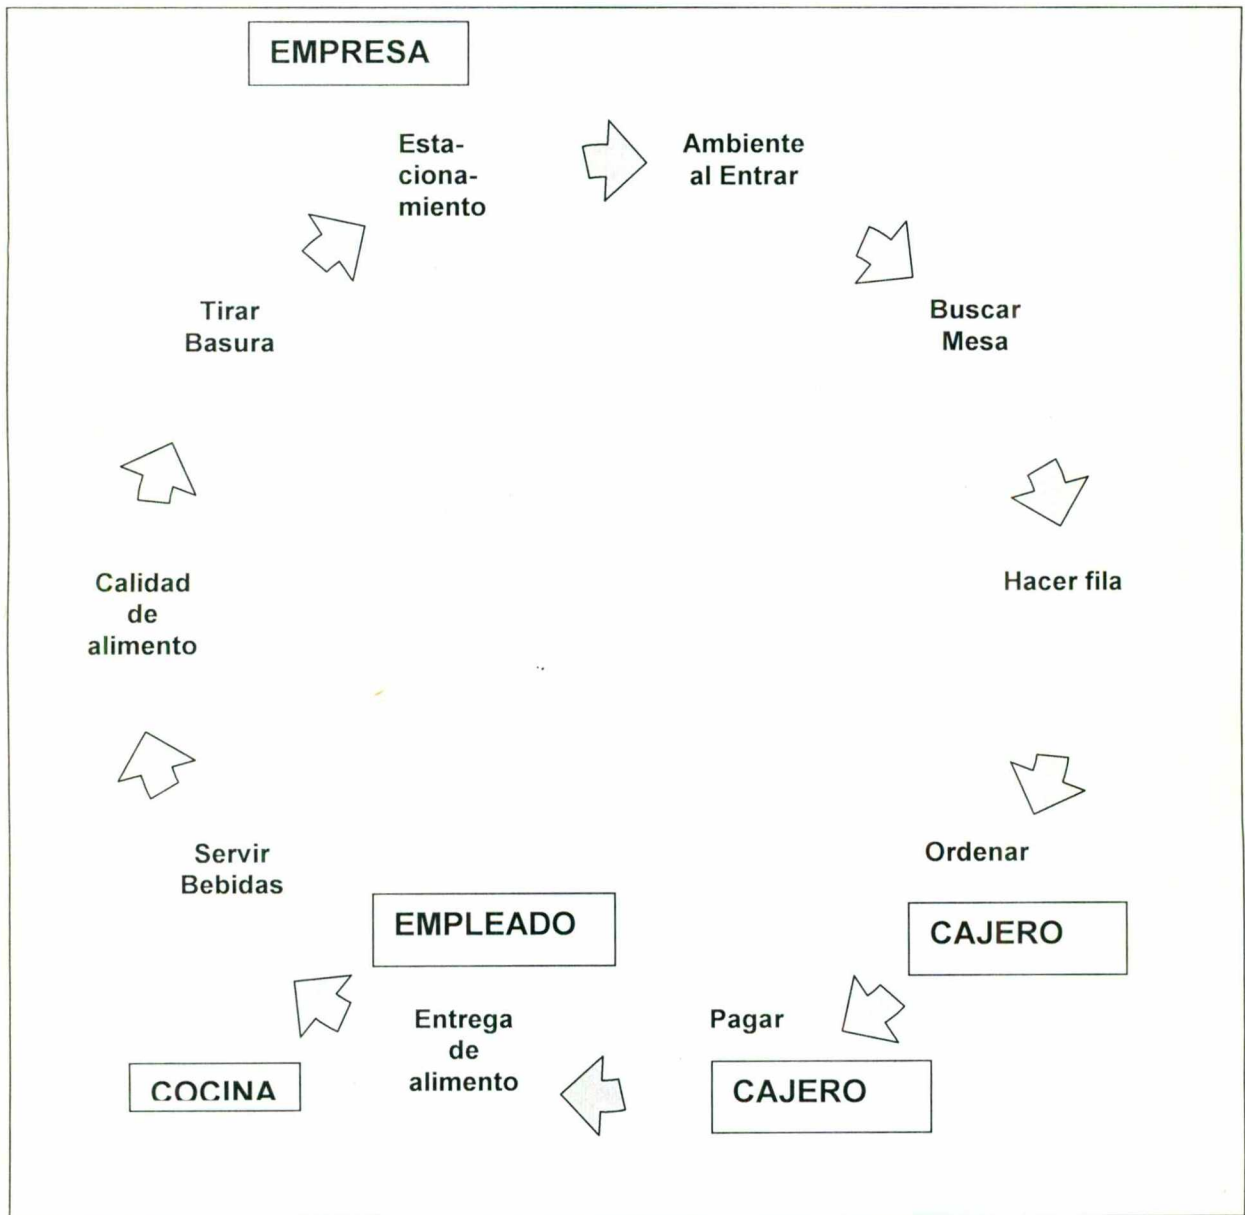 EMPRESA
Esta-
ciona-
miento
Ambiente
al Entrar
Buscar
Mesa
Hacer fila
Ordenar
CAJERO
Pagar
CAJERO
Entrega
de
alimento
EMPLEADO
COCINA
Servir
Bebidas
Calidad
de
alimento
Tirar
Basura